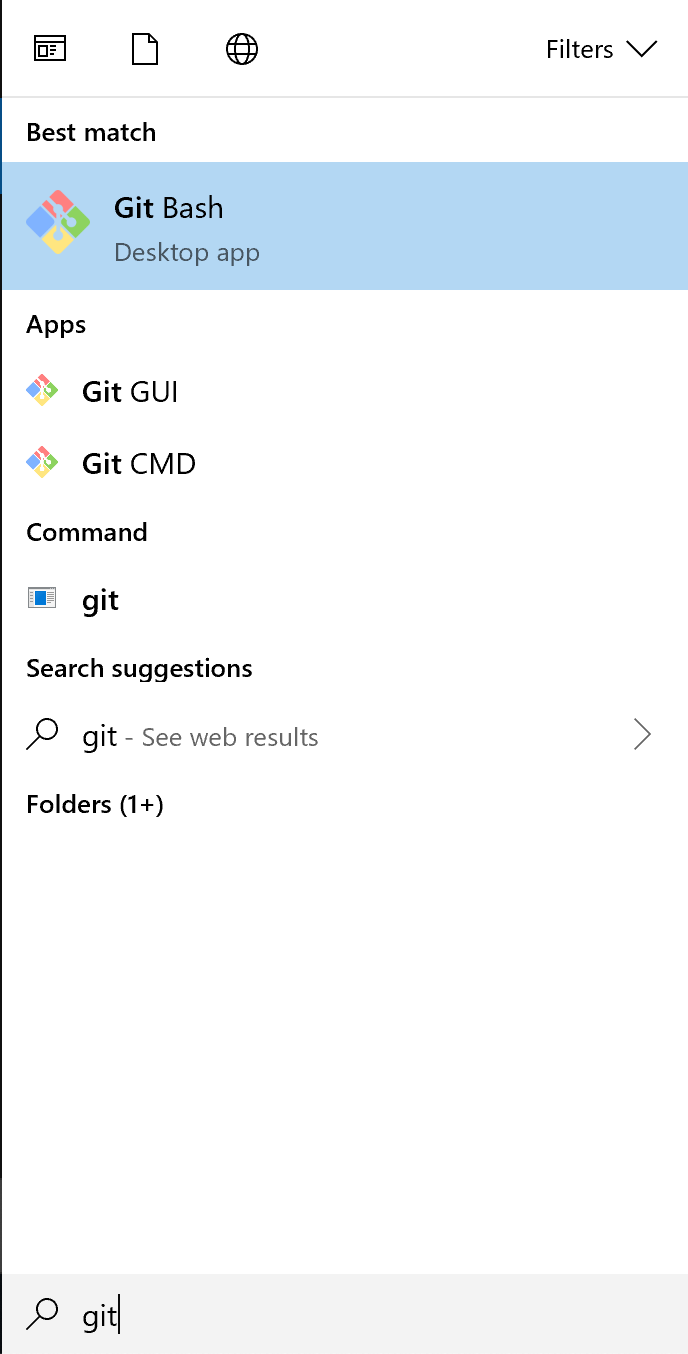 Filters
Best match
Git Bash
Desktop app
Apps
Git GUI
Git CMD
Command
git
Search suggestions
git - See web results
Folders (1+)
git